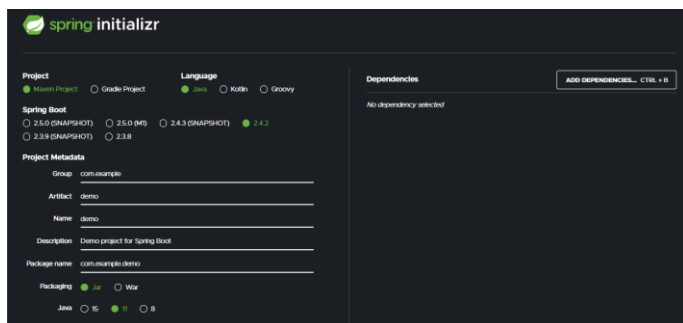 spring initializr
Project
Maven Project Gradle Project
Language
Java Kotlin Groovy
Spring Boot
2.5.0 (SNAPSHOT) 2.5.0 (M1) 2.4.3 (SNAPSHOT) 2.4.2
2.3.9 (SNAPSHOT) 2.3.8
Project Metadata
Group com.example
Artifact demo
Name demo
Description Demo project for Spring Boot
Package name com.example.demo
Packaging Jar War
Java 15 11 8
Dependencies
ADD DEPENDENCIES... CTRL + B
No dependency selected